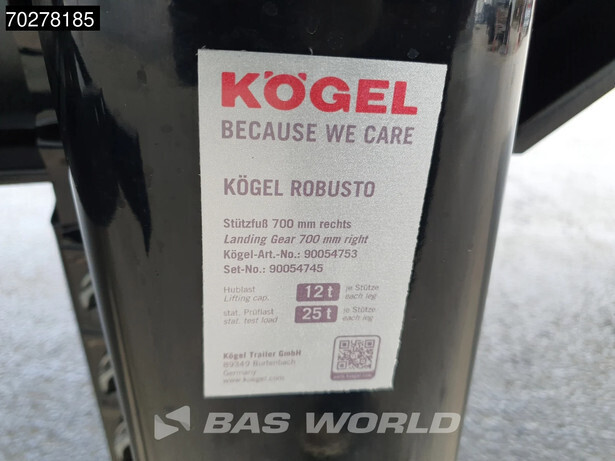 70278185
KÖGEL
BECAUSE WE CARE
KÖGEL ROBUSTO
Stützfuß 700 mm rechts
Landing Gear 700 mm right
Kögel-Art.-No.: 90054753
Set-No.: 90054745
Hublast 12 t je Stütze
Lifting cap. each leg
stat. Prüflast 25 t je Stütze
stat. test load each leg
Kögel Trailer GmbH
89349 Burtenbach
Germany
www.koegel.com
BAS WORLD